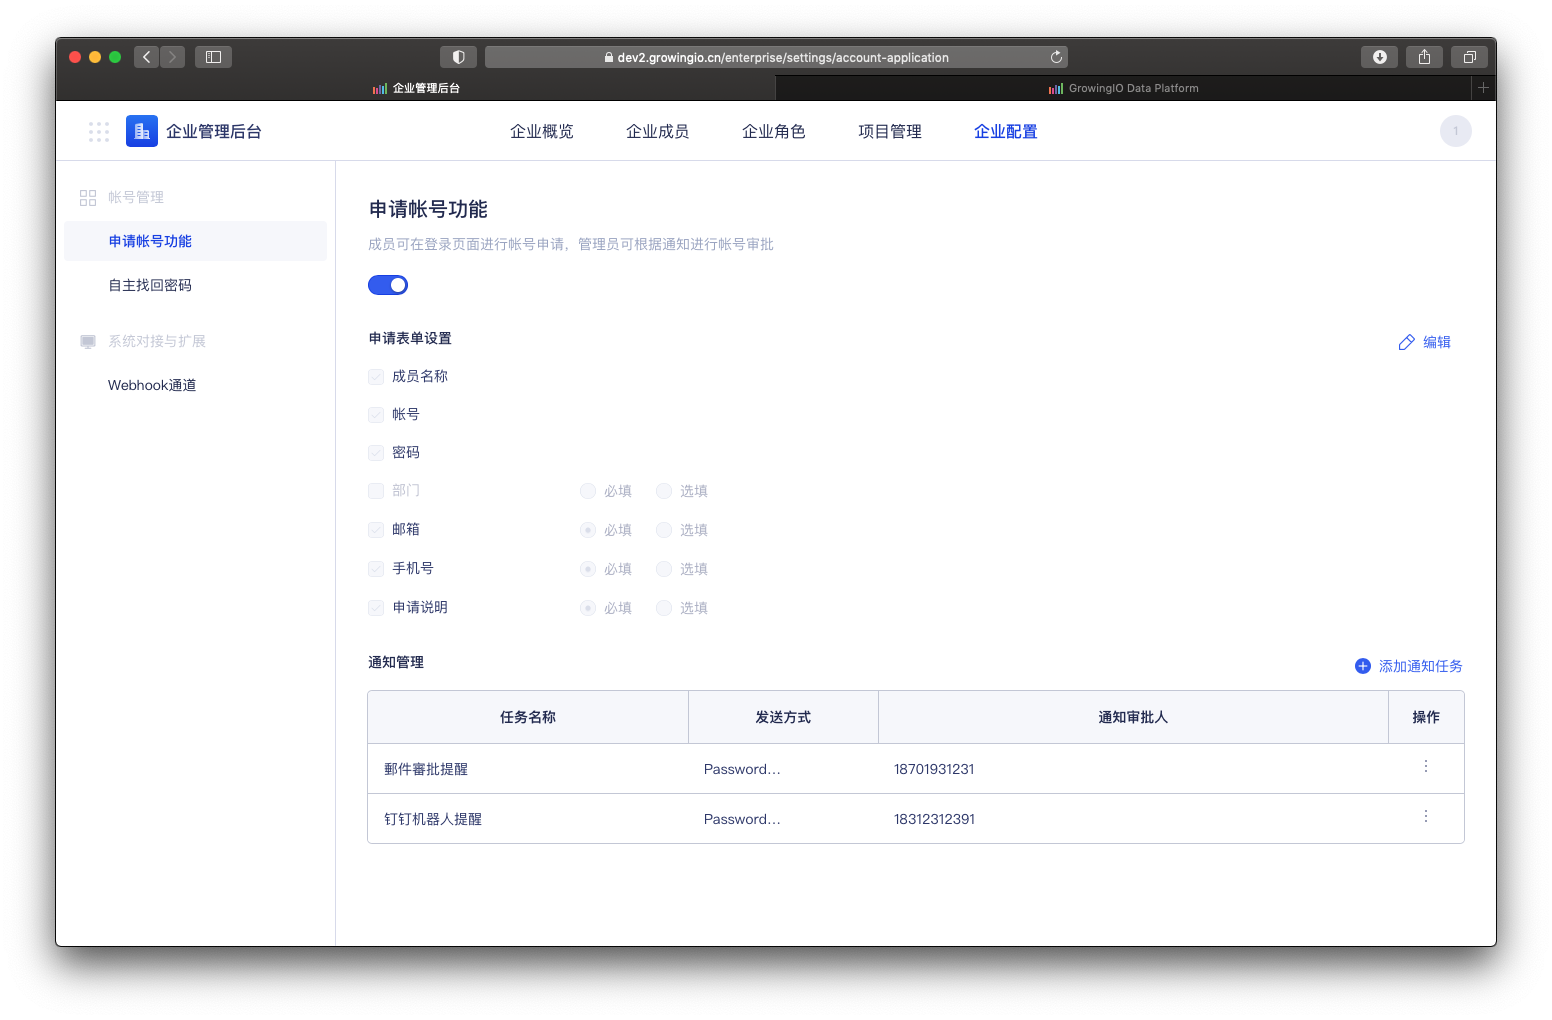 dev2.growingio.cn/enterprise/settings/account-application
企业管理后台
GrowingIO Data Platform
企业管理后台
企业概览
企业成员
企业角色
项目管理
企业配置
1
帐号管理
申请帐号功能
自主找回密码
系统对接与扩展
Webhook通道
申请帐号功能
成员可在登录页面进行帐号申请，管理员可根据通知进行帐号审批
申请表单设置
编辑
成员名称
帐号
密码
部门 必填 选填
邮箱 必填 选填
手机号 必填 选填
申请说明 必填 选填
通知管理
添加通知任务
任务名称 发送方式 通知审批人 操作
郵件審批提醒 Password... 18701931231
钉钉机器人提醒 Password... 18312312391